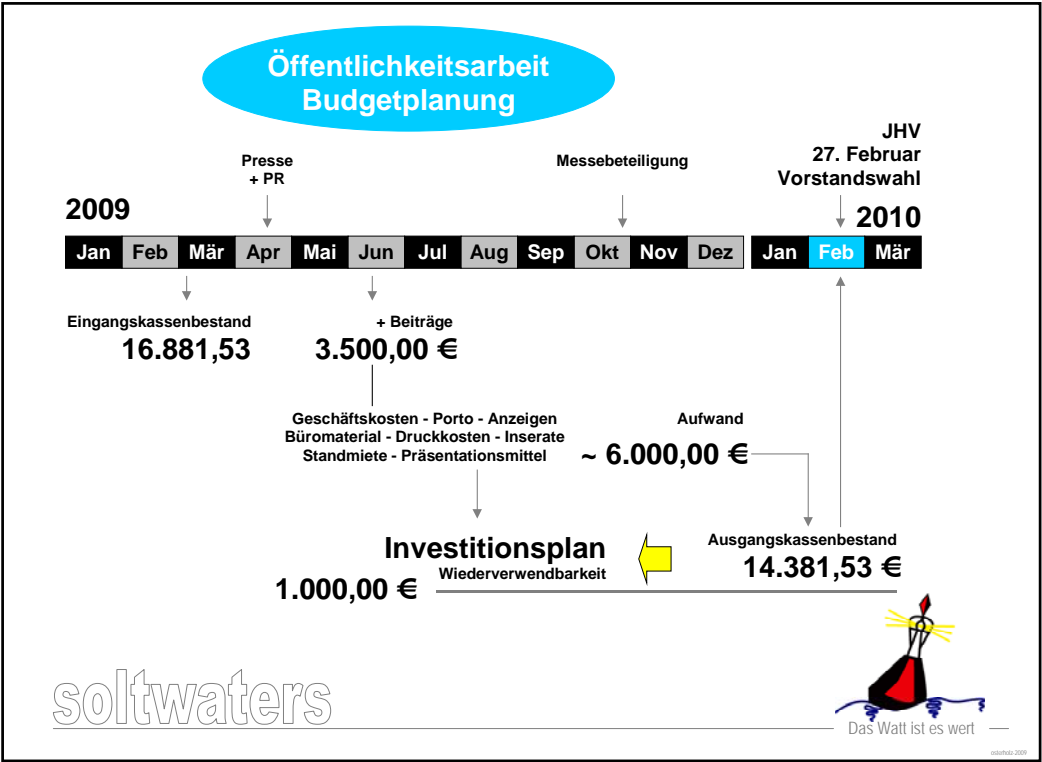 Öffentlichkeitsarbeit
Budgetplanung
JHV
27. Februar
Vorstandswahl
Presse
+ PR
Messebeteiligung
2009
2010
Jan Feb Mär Apr Mai Jun Jul Aug Sep Okt Nov Dez Jan Feb Mär
Eingangskassenbestand
16.881,53
+ Beiträge
3.500,00 €
Geschäftskosten - Porto - Anzeigen
Büromaterial - Druckkosten - Inserate
Standmiete - Präsentationsmittel
Aufwand
~ 6.000,00 €
Investitionsplan
Wiederverwendbarkeit
1.000,00 €
Ausgangskassenbestand
14.381,53 €
soltwaters
Das Watt ist es wert
osterholz 2009